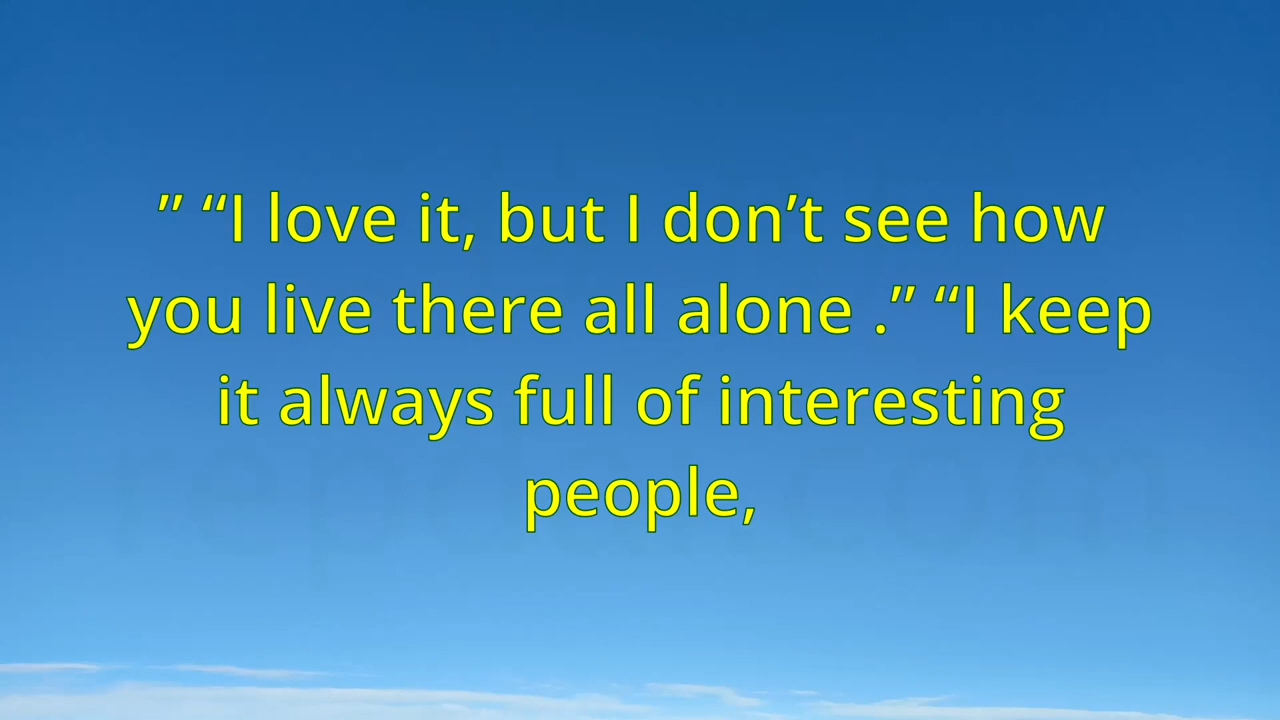 ” “I love it, but I don’t see how
you live there all alone .” “I keep
it always full of interesting
people,